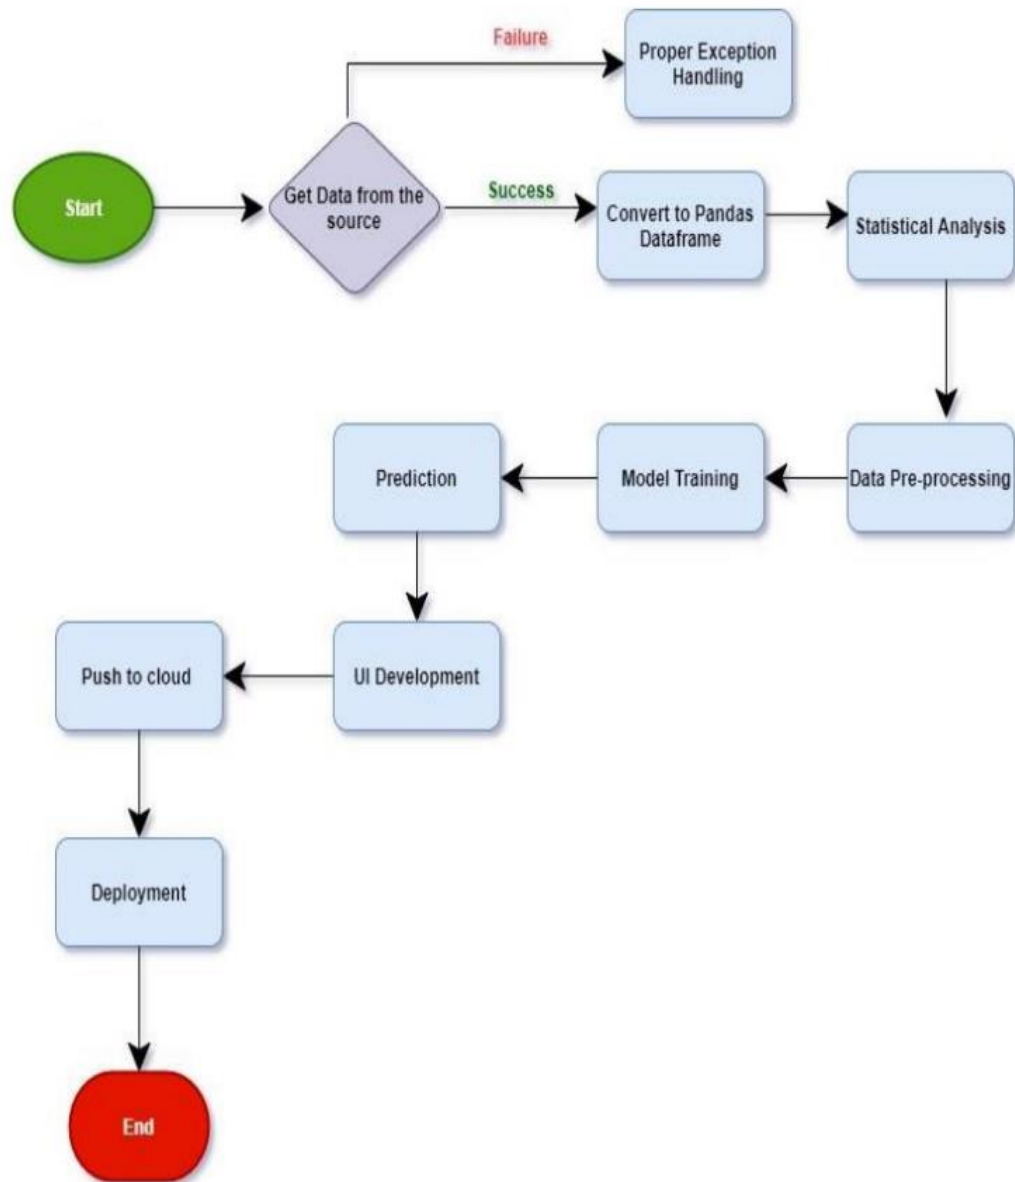 Failure
Proper Exception
Handling
Start
Get Data from the
source
Success
Convert to Pandas
Dataframe
Statistical Analysis
Prediction
Model Training
Data Pre-processing
Push to cloud
UI Development
Deployment
End